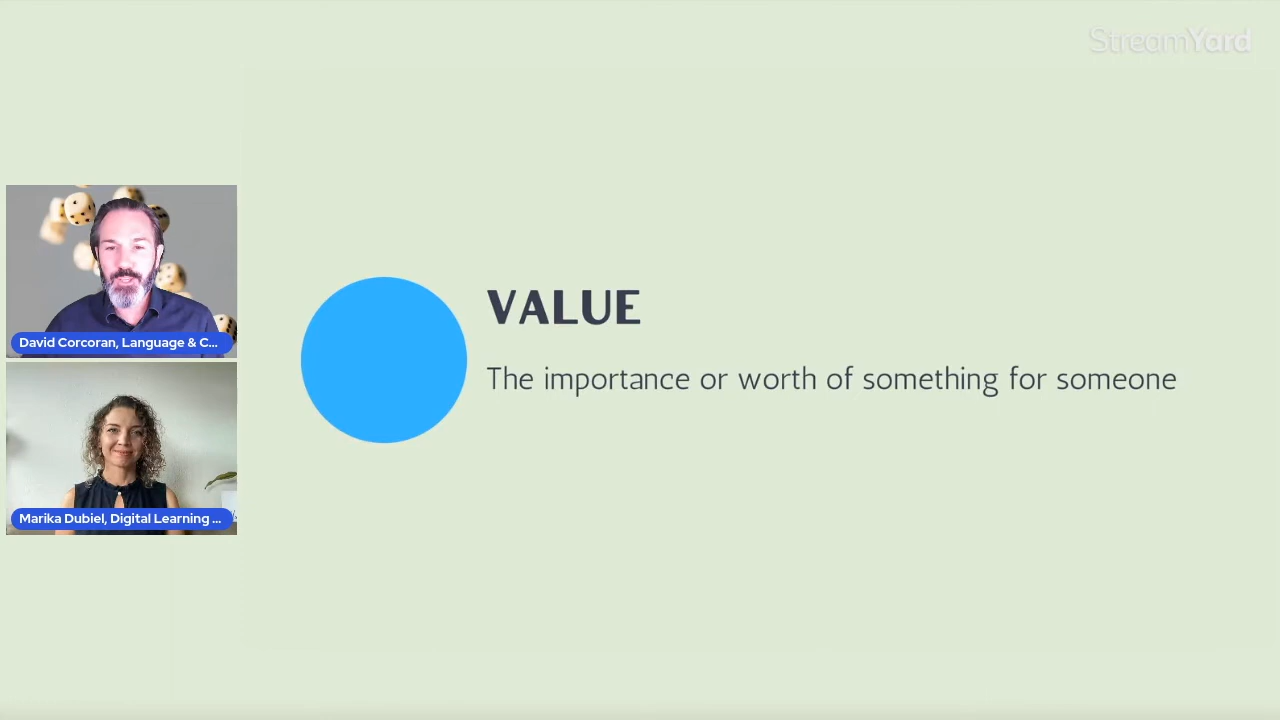 StreamYard
VALUE
The importance or worth of something for someone
David Corcoran, Language & C...
Marika Dubiel, Digital Learning ...